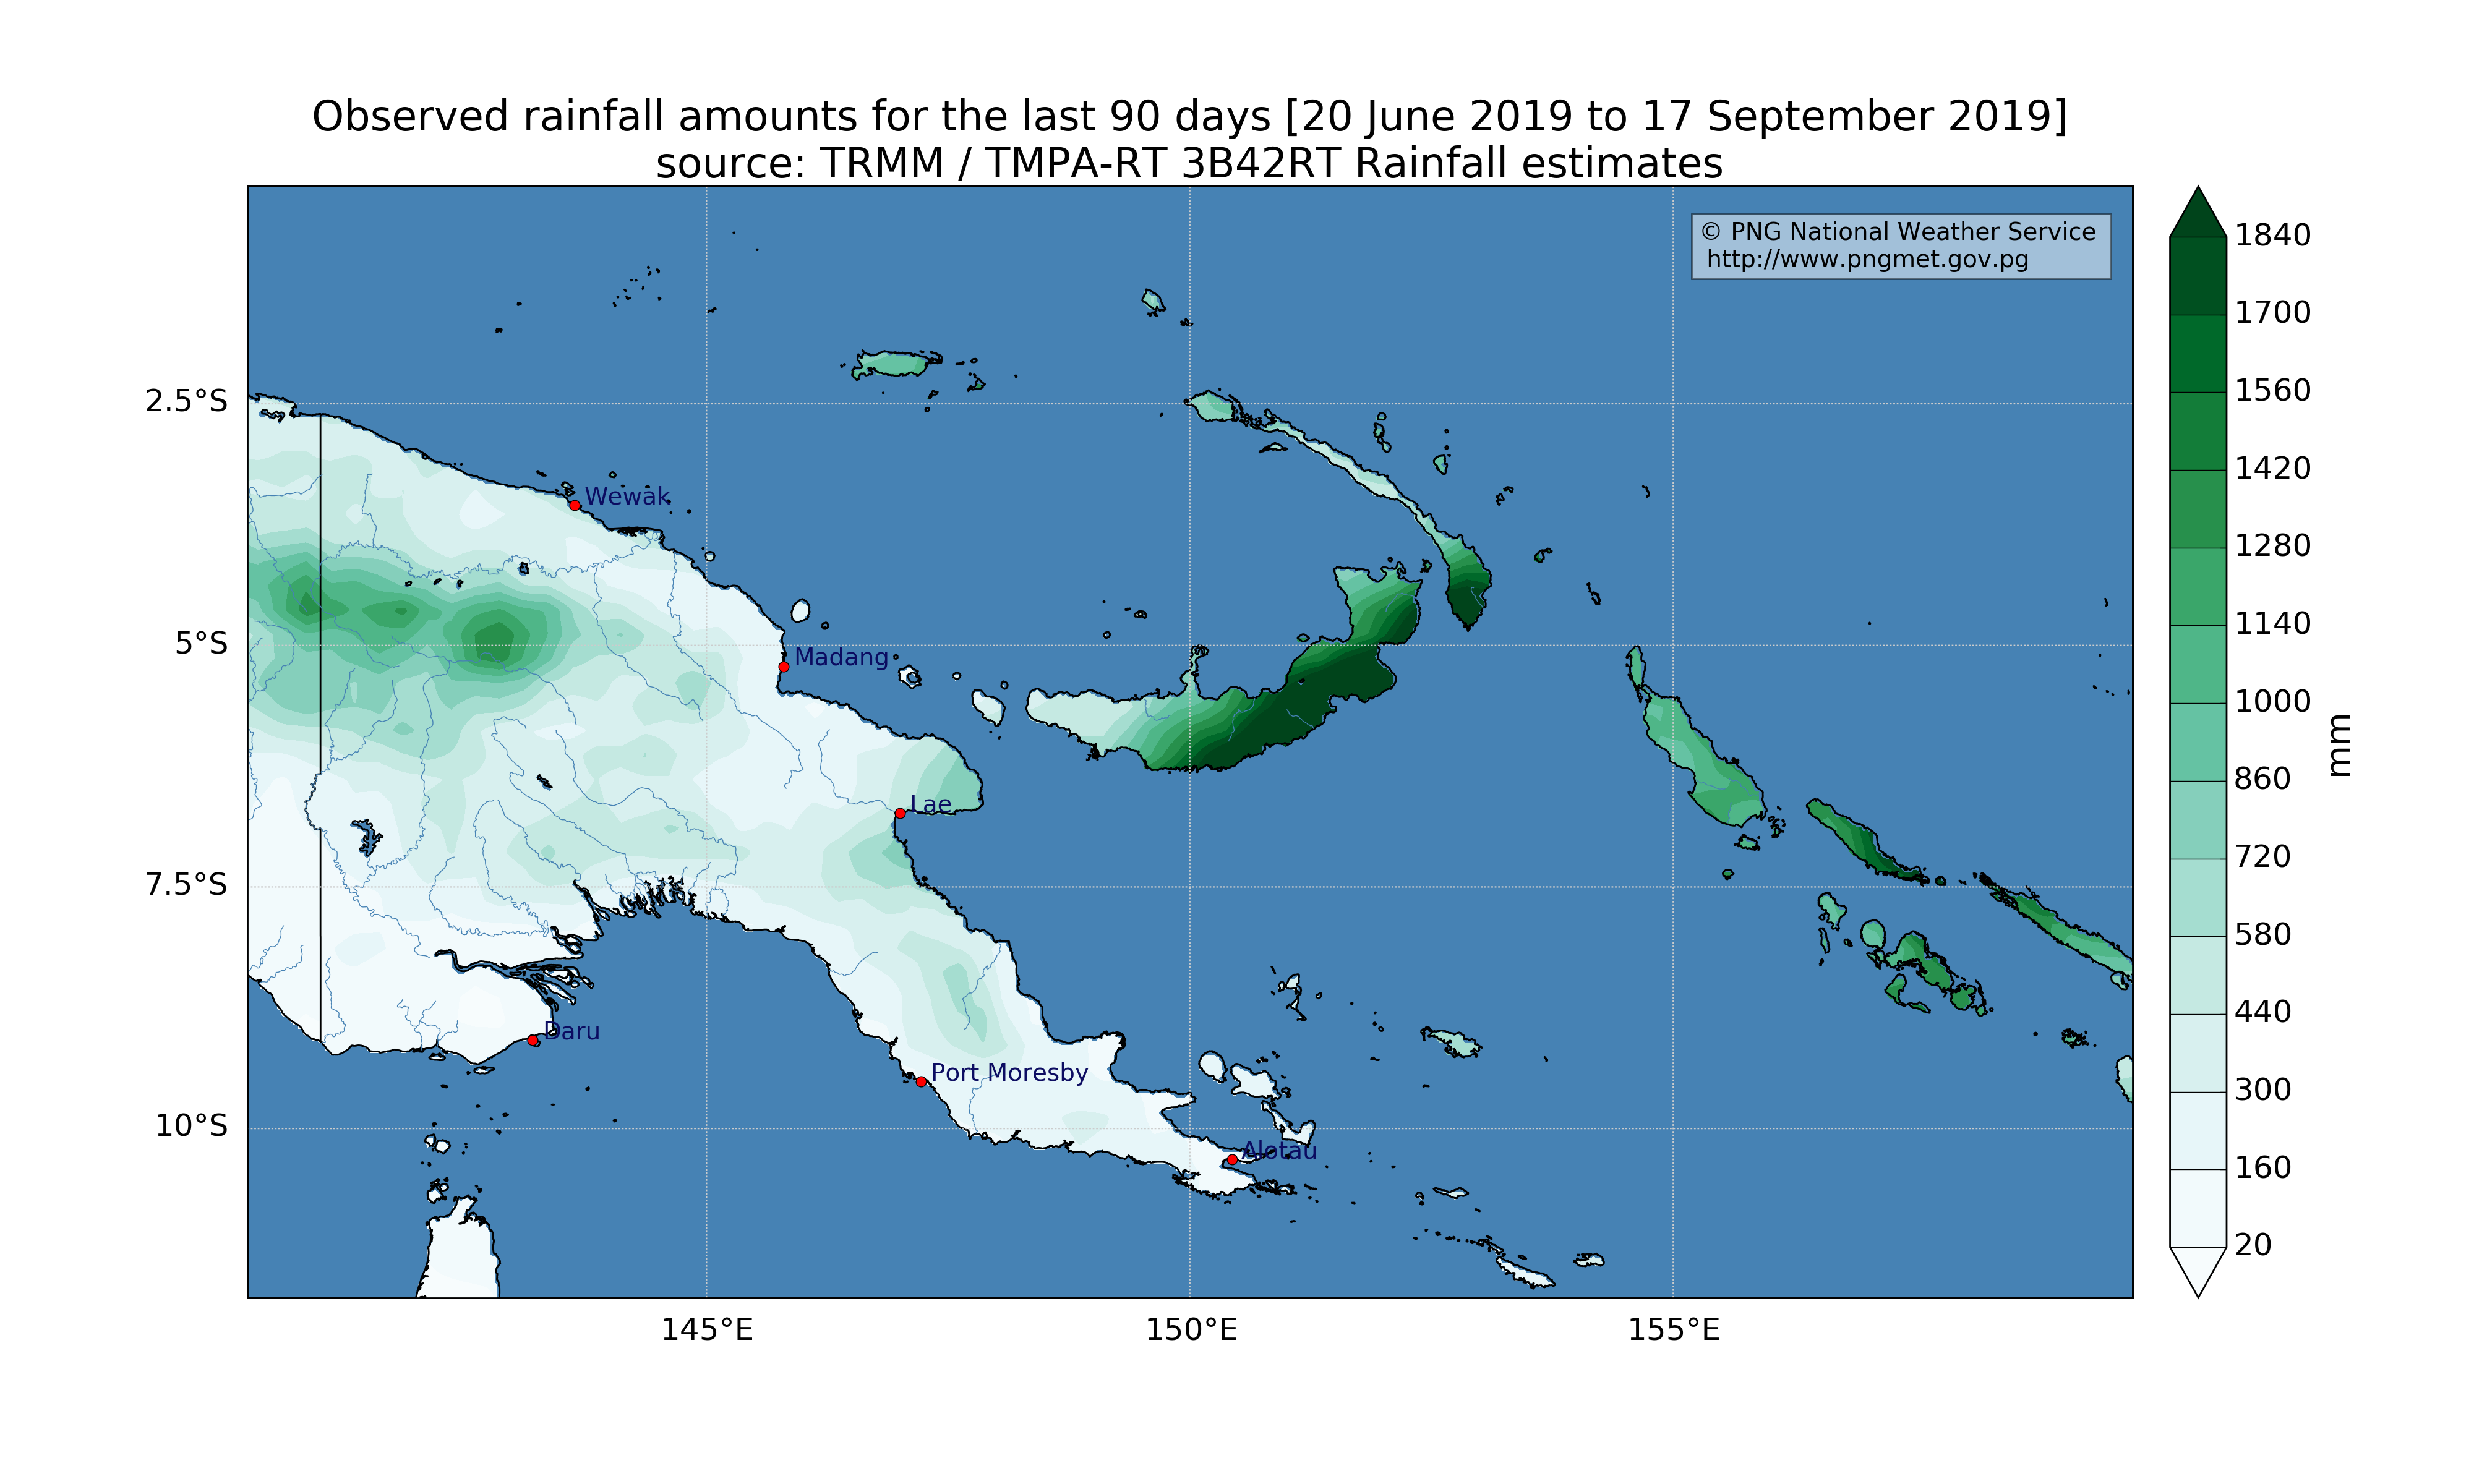 Observed rainfall amounts for the last 90 days [20 June 2019 to 17 September 2019]
source: TRMM / TMPA-RT 3B42RT Rainfall estimates
© PNG National Weather Service
http://www.pngmet.gov.pg
1840
1700
1560
1420
1280
1140
1000
860
720
580
440
300
160
20
mm
2.5°S
5°S
7.5°S
10°S
Wewak
Madang
Lae
Daru
Port Moresby
Alotau
145°E
150°E
155°E